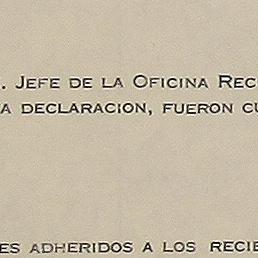 . JEFE DE LA OFICINA REC
A DECLARACION, FUERON CU
ES ADHERIDOS A LOS RECIE